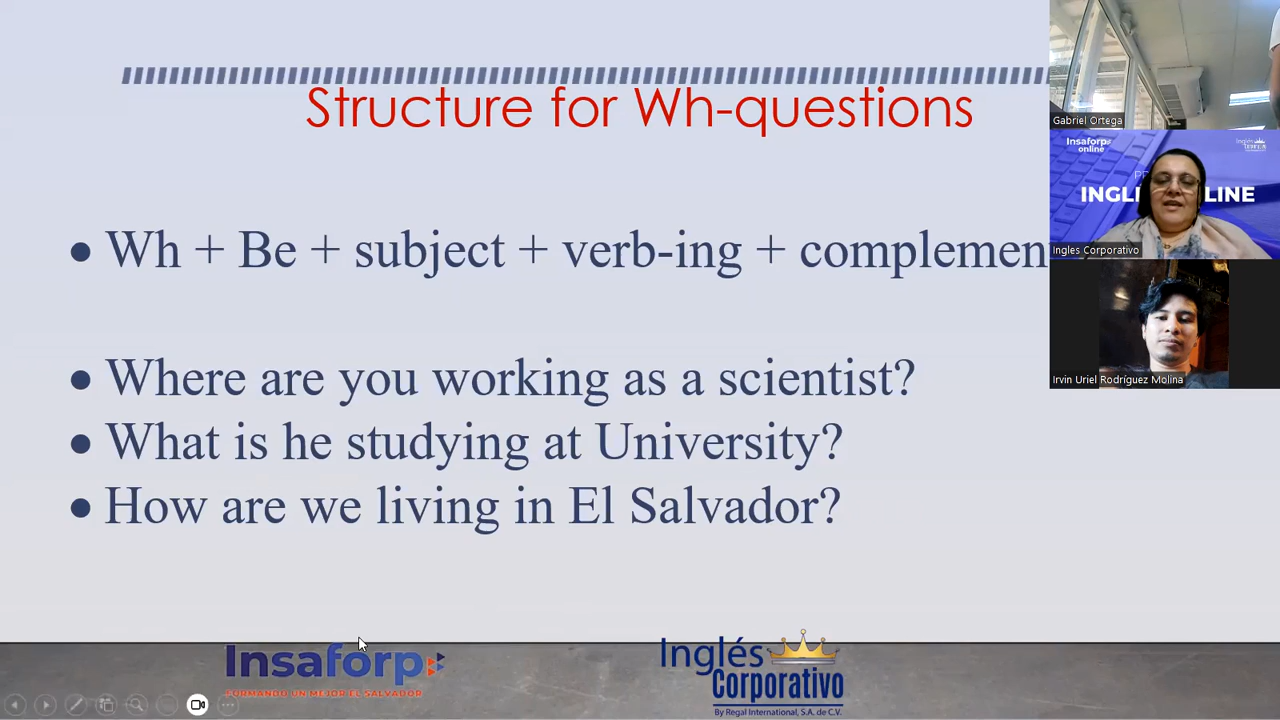 Structure for Wh-questions
• Wh + Be + subject + verb-ing + complemen
• Where are you working as a scientist?
• What is he studying at University?
• How are we living in El Salvador?
Gabriel Ortega
Insaforp
online
Inglés
INGL LINE
Ingles Corporativo
Irvin Uriel Rodríguez Molina
Insaforp
FORMANDO UN MEJOR EL SALVADOR
Inglés
Corporativo
By Regal International, S.A. de C.V.